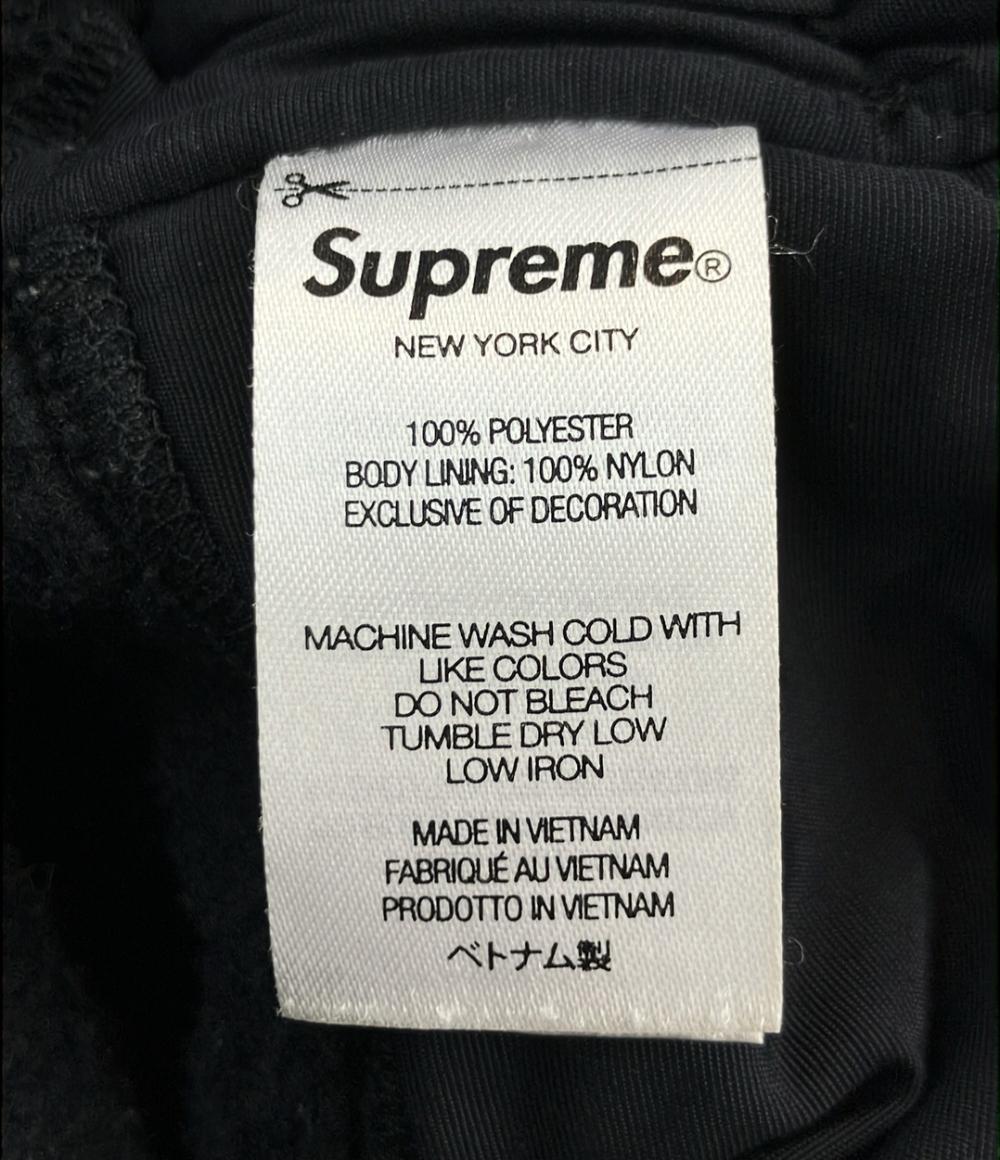 Supreme®
NEW YORK CITY
100% POLYESTER
BODY LINING: 100% NYLON
EXCLUSIVE OF DECORATION
MACHINE WASH COLD WITH
LIKE COLORS
DO NOT BLEACH
TUMBLE DRY LOW
LOW IRON
MADE IN VIETNAM
FABRIQUÉ AU VIETNAM
PRODOTTO IN VIETNAM
ベトナム製